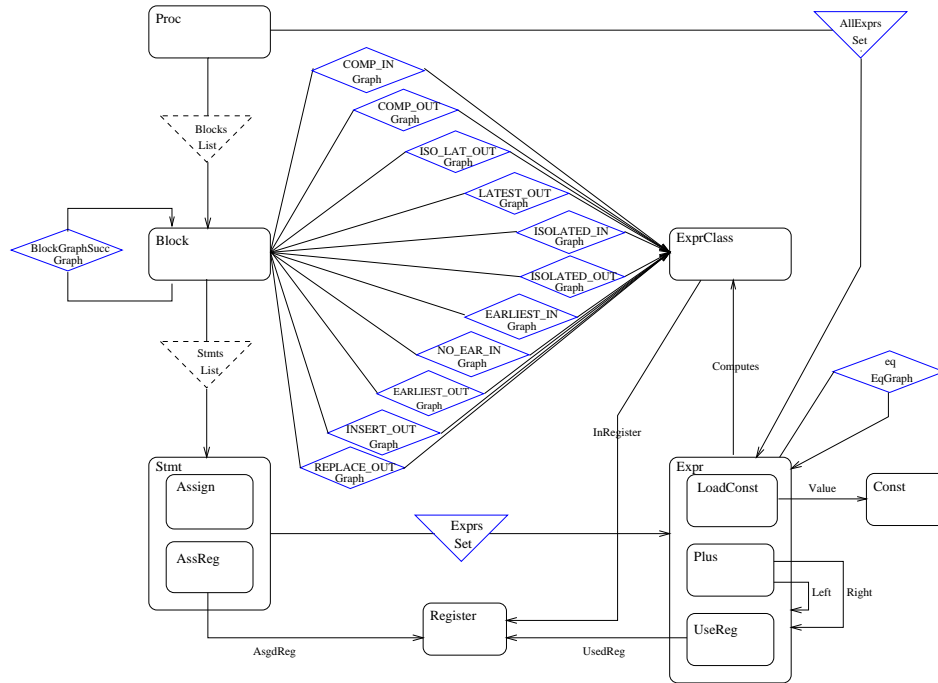 Proc
AllExprs
Set
COMP_IN
Graph
COMP_OUT
Graph
Blocks
List
ISO_LAT_OUT
Graph
LATEST_OUT
Graph
BlockGraphSucc
Graph
Block
ISOLATED_IN
Graph
ExprClass
ISOLATED_OUT
Graph
EARLIEST_IN
Graph
Stmts
List
NO_EAR_IN
Graph
Computes
eq
EqGraph
EARLIEST_OUT
Graph
INSERT_OUT
Graph
InRegister
REPLACE_OUT
Graph
Stmt
Expr
Assign
LoadConst
Value
Const
Exprs
Set
AssReg
Plus
Left
Right
Register
UseReg
AsgdReg
UsedReg